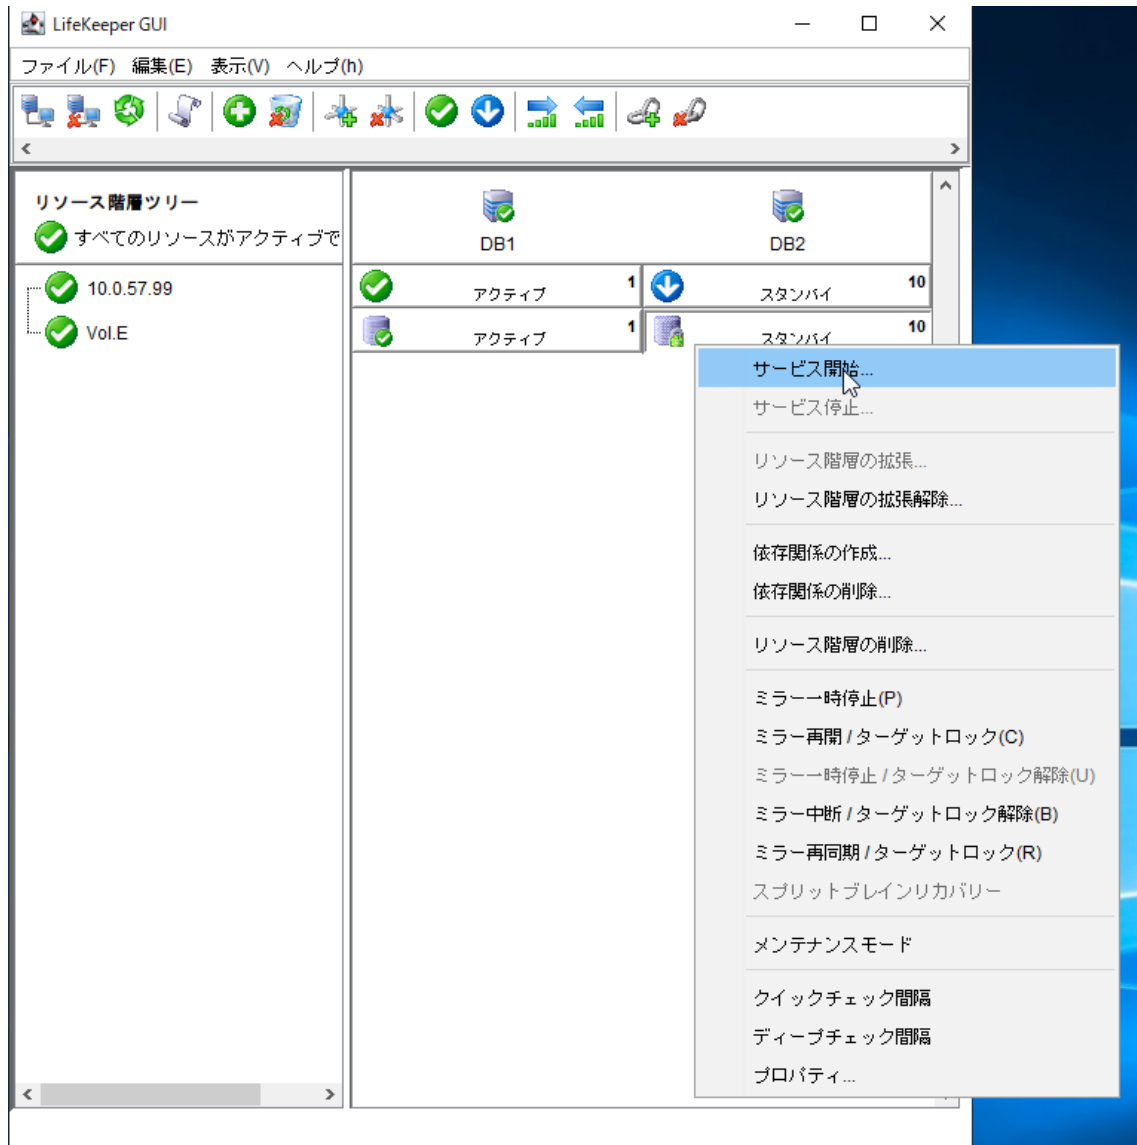 LifeKeeper GUI
ファイル(F) 編集(E) 表示(V) ヘルプ(h)
リソース階層ツリー
すべてのリソースがアクティブで
DB1
DB2
10.0.57.99
アクティブ 1
スタンバイ 10
Vol.E
アクティブ 1
スタンバイ 10
サービス開始...
サービス停止...
リソース階層の拡張...
リソース階層の拡張解除...
依存関係の作成...
依存関係の削除...
リソース階層の削除...
ミラー一時停止(P)
ミラー再開 / ターゲットロック(C)
ミラー一時停止 / ターゲットロック解除(U)
ミラー中断 / ターゲットロック解除(B)
ミラー再同期 / ターゲットロック(R)
スプリットブレインリカバリー
メンテナンスモード
クイックチェック間隔
ディープチェック間隔
プロパティ...